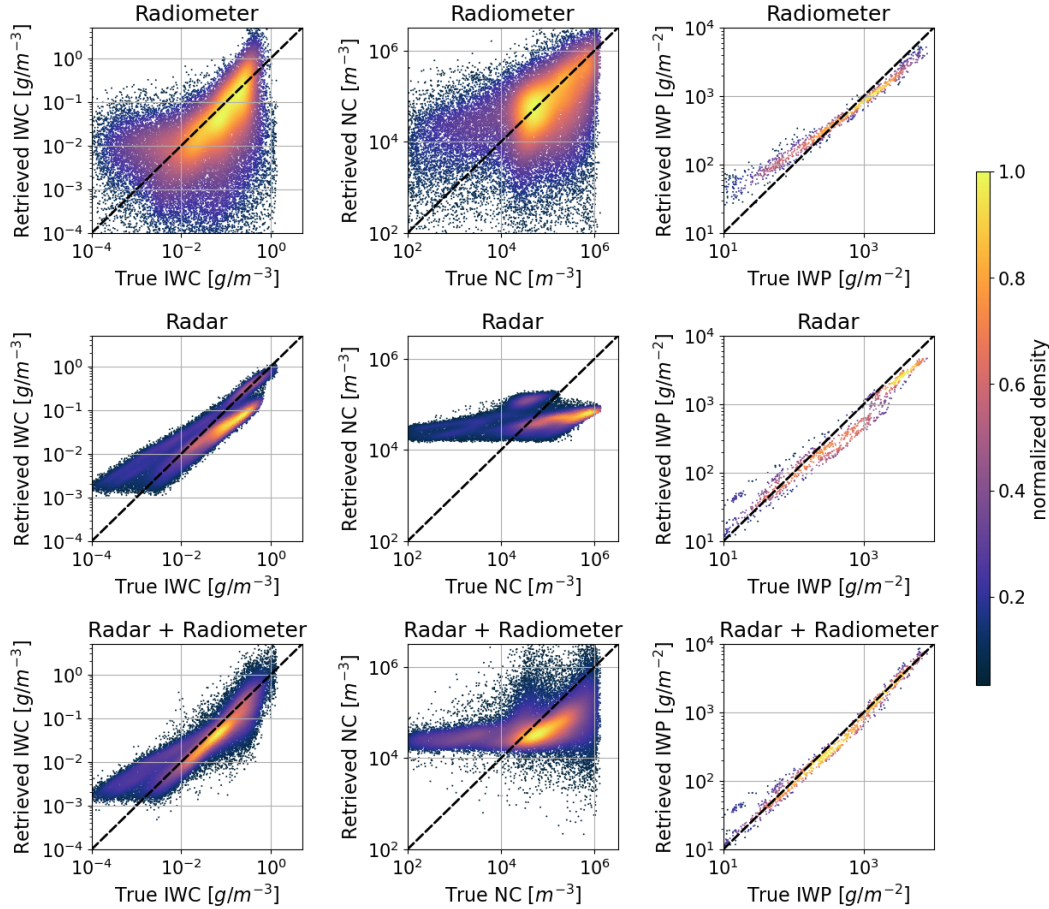 Radiometer
Retrieved IWC [g/m⁻³]
10⁰
10⁻¹
10⁻²
10⁻³
10⁻⁴
10⁻⁴
10⁻²
10⁰
True IWC [g/m⁻³]
Radiometer
Retrieved NC [m⁻³]
10⁶
10⁴
10²
10²
10⁴
10⁶
True NC [m⁻³]
Radiometer
Retrieved IWP [g/m⁻²]
10⁴
10³
10²
10¹
10¹
10³
True IWP [g/m⁻²]
Radar
Retrieved IWC [g/m⁻³]
10⁰
10⁻¹
10⁻²
10⁻³
10⁻⁴
10⁻⁴
10⁻²
10⁰
True IWC [g/m⁻³]
Radar
Retrieved NC [m⁻³]
10⁶
10⁴
10²
10²
10⁴
10⁶
True NC [m⁻³]
Radar
Retrieved IWP [g/m⁻²]
10⁴
10³
10²
10¹
10¹
10³
True IWP [g/m⁻²]
Radar + Radiometer
Retrieved IWC [g/m⁻³]
10⁰
10⁻¹
10⁻²
10⁻³
10⁻⁴
10⁻⁴
10⁻²
10⁰
True IWC [g/m⁻³]
Radar + Radiometer
Retrieved NC [m⁻³]
10⁶
10⁴
10²
10²
10⁴
10⁶
True NC [m⁻³]
Radar + Radiometer
Retrieved IWP [g/m⁻²]
10⁴
10³
10²
10¹
10¹
10³
True IWP [g/m⁻²]
1.0
0.8
0.6
0.4
0.2
normalized density